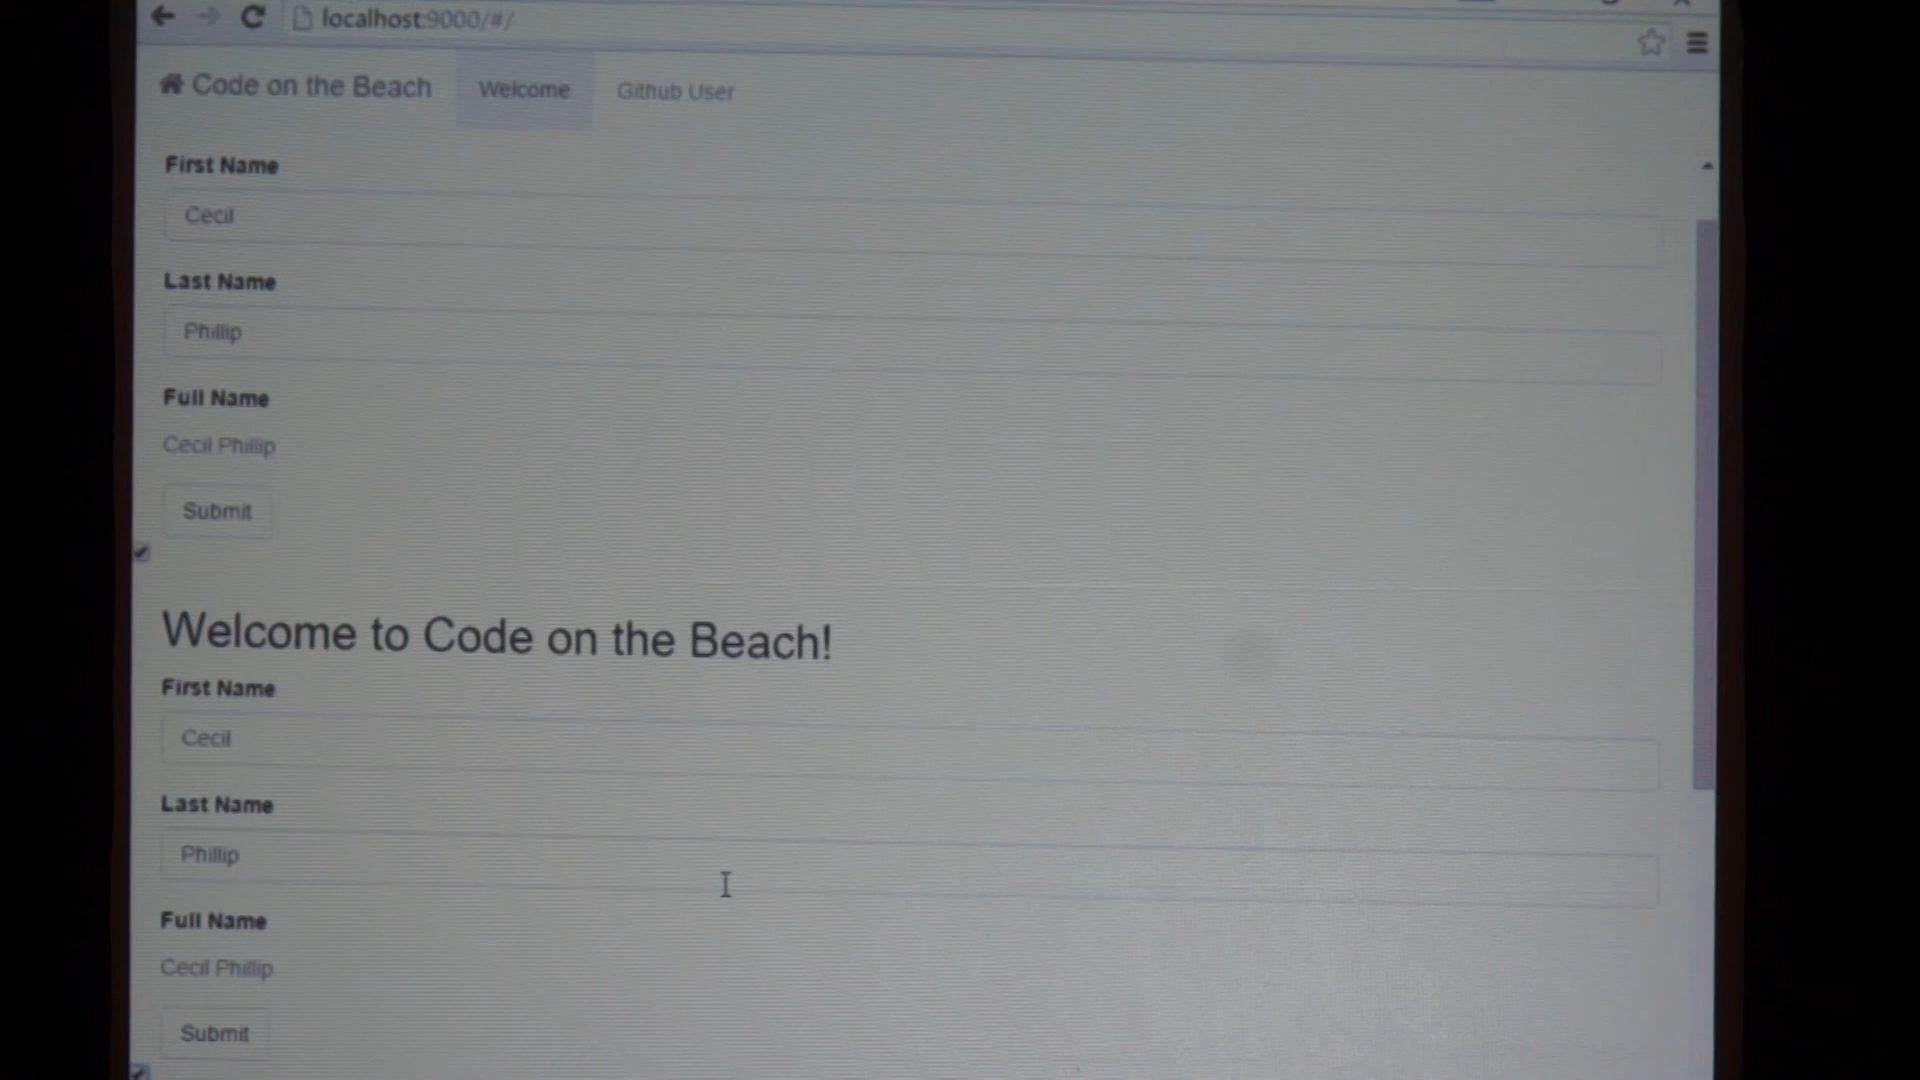 localhost:9000/#/
Code on the Beach Welcome Github User
First Name
Cecil
Last Name
Phillip
Full Name
Cecil Phillip
Submit
Welcome to Code on the Beach!
First Name
Cecil
Last Name
Phillip
Full Name
Cecil Phillip
Submit